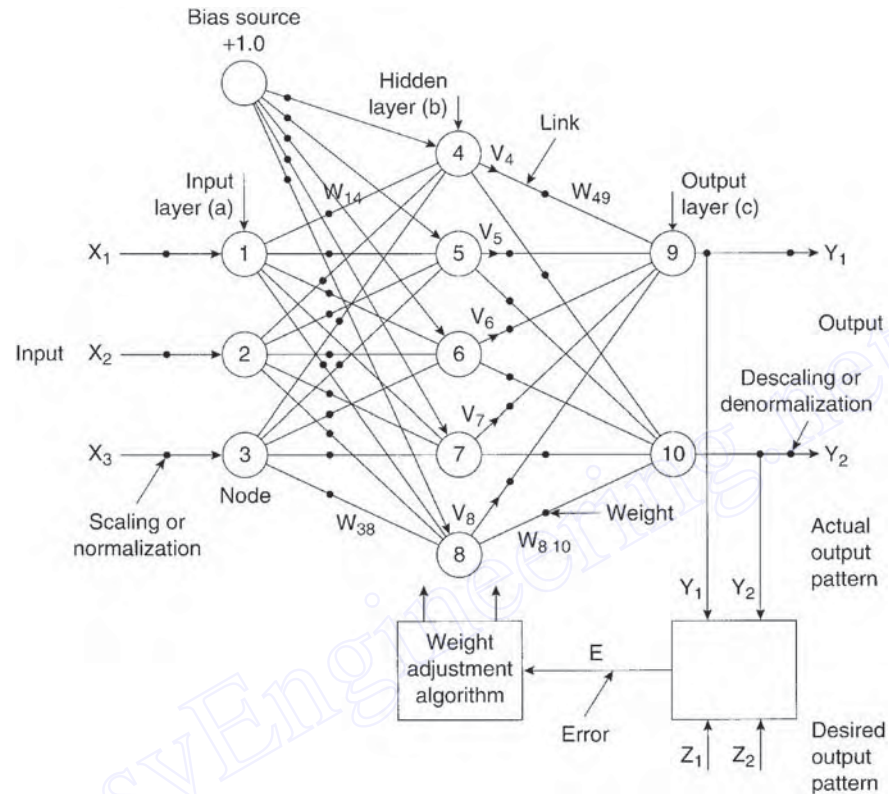 Bias source
+1.0
Hidden
layer (b)
Link
4
V4
W49
Input
layer (a)
W14
Output
layer (c)
X1
1
5
V5
9
Y1
V6
Output
Input
X2
2
6
Descaling or
denormalization
V7
X3
3
7
10
Y2
Node
Scaling or
normalization
W38
V8
8
W8 10
Weight
Actual
output
pattern
Y1
Y2
Weight
adjustment
algorithm
E
Error
Z1
Z2
Desired
output
pattern
syEngineering.ne